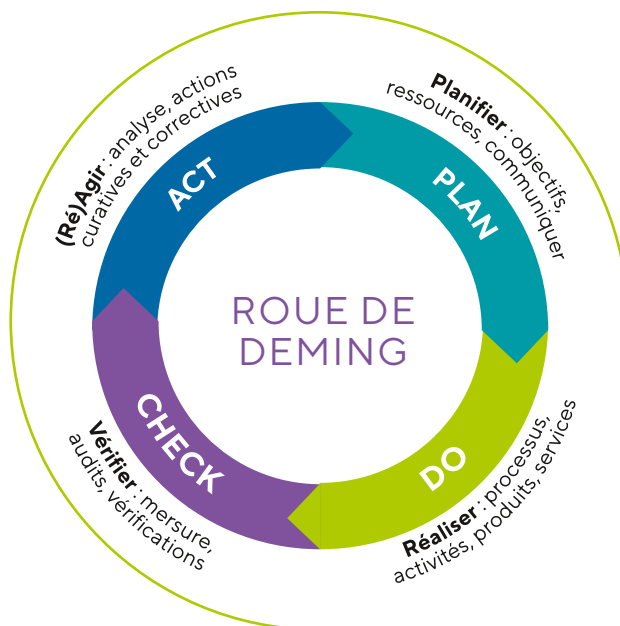 ROUE DE
DEMING
PLAN
Planifier : objectifs,
ressources, communiquer
DO
Réaliser : processus,
activités, produits, services
CHECK
Vérifier : mersure,
audits, vérifications
ACT
(Ré)Agir : analyse, actions
curatives et correctives